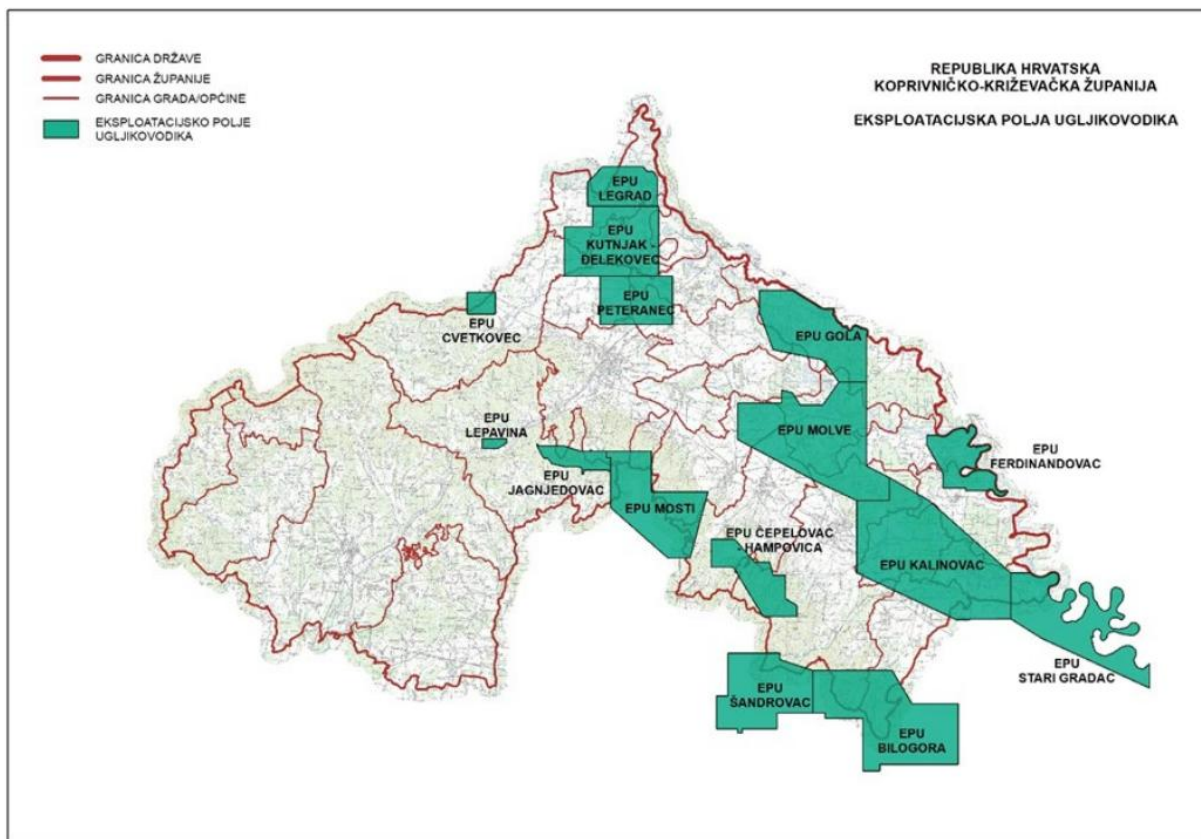 GRANICA DRŽAVE
GRANICA ŽUPANIJE
GRANICA GRADA/OPĆINE
EKSPLOATACIJSKO POLJE
UGLJIKOVODIKA
REPUBLIKA HRVATSKA
KOPRIVNIČKO-KRIŽEVAČKA ŽUPANIJA
EKSPLOATACIJSKA POLJA UGLJIKOVODIKA
EPU
LEGRAD
EPU
KUTNJAK -
ĐELEKOVEC
EPU
PETERANEC
EPU
CVETKOVEC
EPU GOLA
EPU
LEPAVINA
EPU MOLVE
EPU
FERDINANDOVAC
EPU
JAGNJEDOVAC
EPU MOSTI
EPU ČEPELOVAC
- HAMPOVICA
EPU KALINOVAC
EPU
STARI GRADAC
EPU
ŠANDROVAC
EPU
BILOGORA